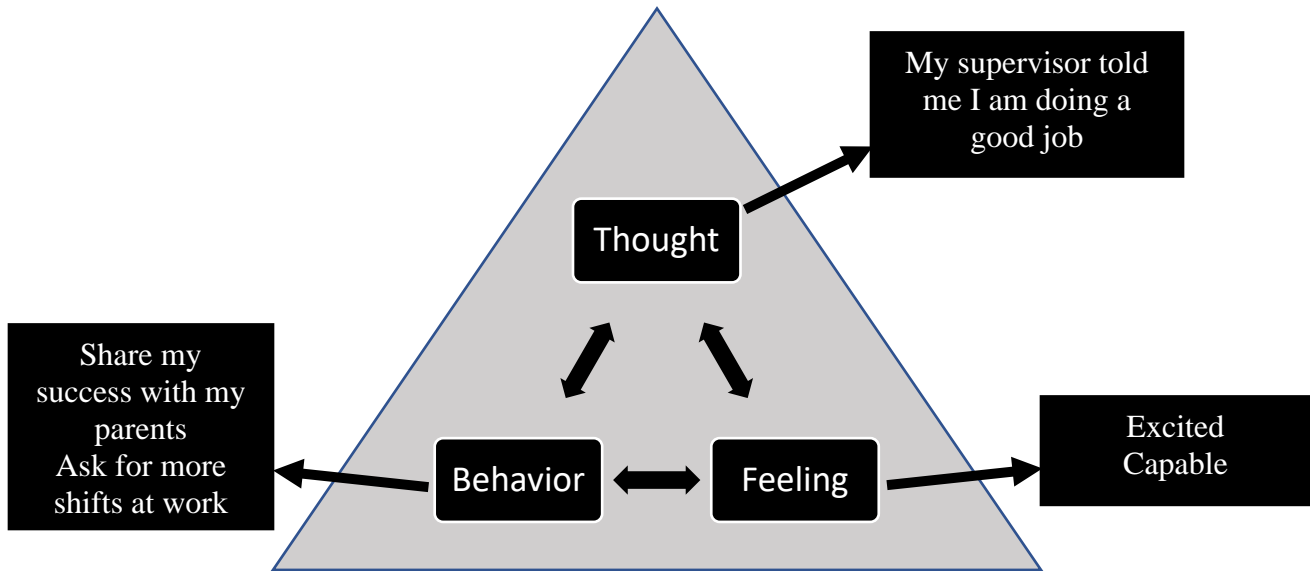 My supervisor told
me I am doing a
good job
Thought
Share my
success with my
parents
Ask for more
shifts at work
Behavior
Feeling
Excited
Capable